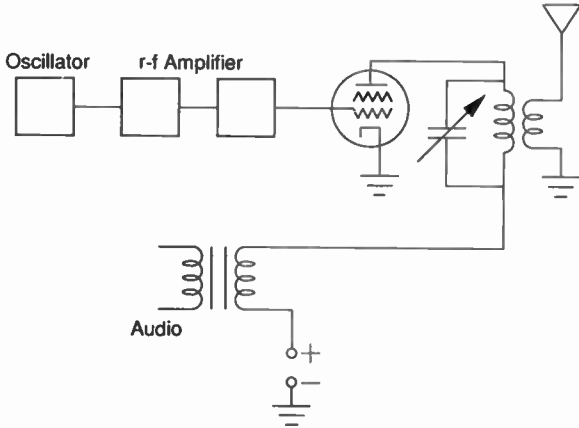 Oscillator
r-f Amplifier
Audio
+
−